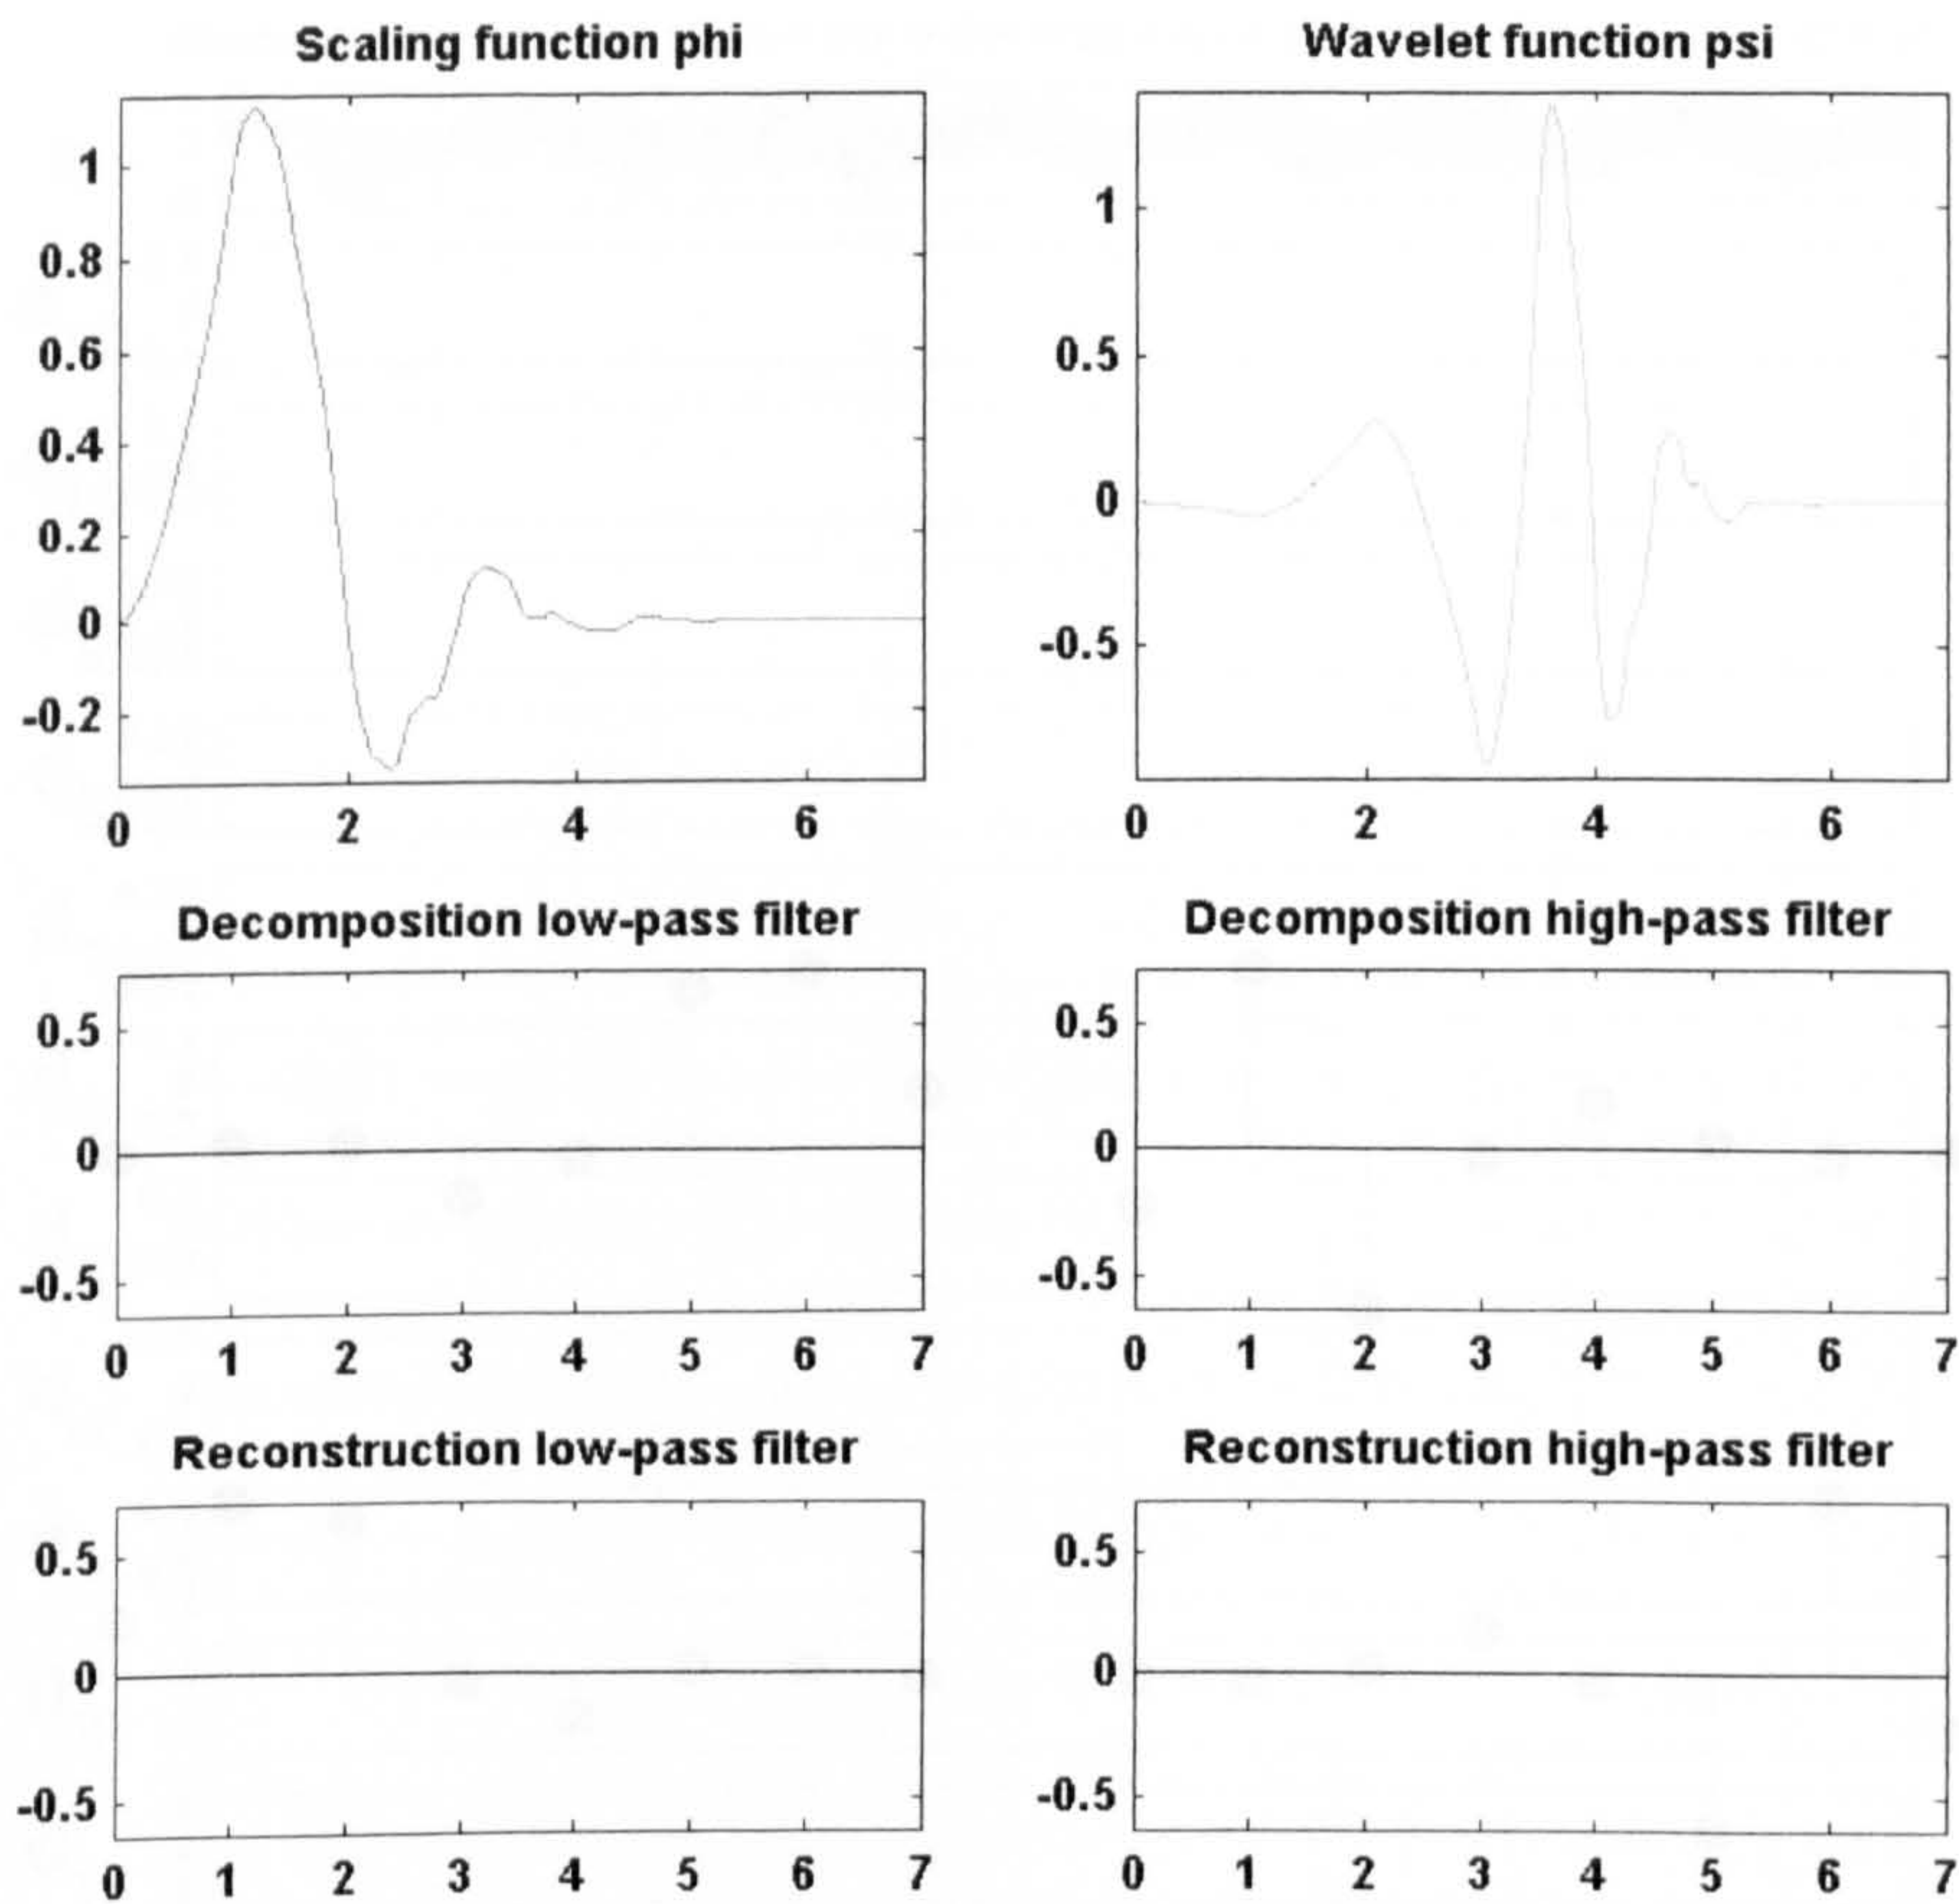 Scaling function phi
1
0.8
0.6
0.4
0.2
0
-0.2
0 2 4 6
Wavelet function psi
1
0.5
0
-0.5
0 2 4 6
Decomposition low-pass filter
0.5
0
-0.5
0 1 2 3 4 5 6 7
Decomposition high-pass filter
0.5
0
-0.5
0 1 2 3 4 5 6 7
Reconstruction low-pass filter
0.5
0
-0.5
0 1 2 3 4 5 6 7
Reconstruction high-pass filter
0.5
0
-0.5
0 1 2 3 4 5 6 7